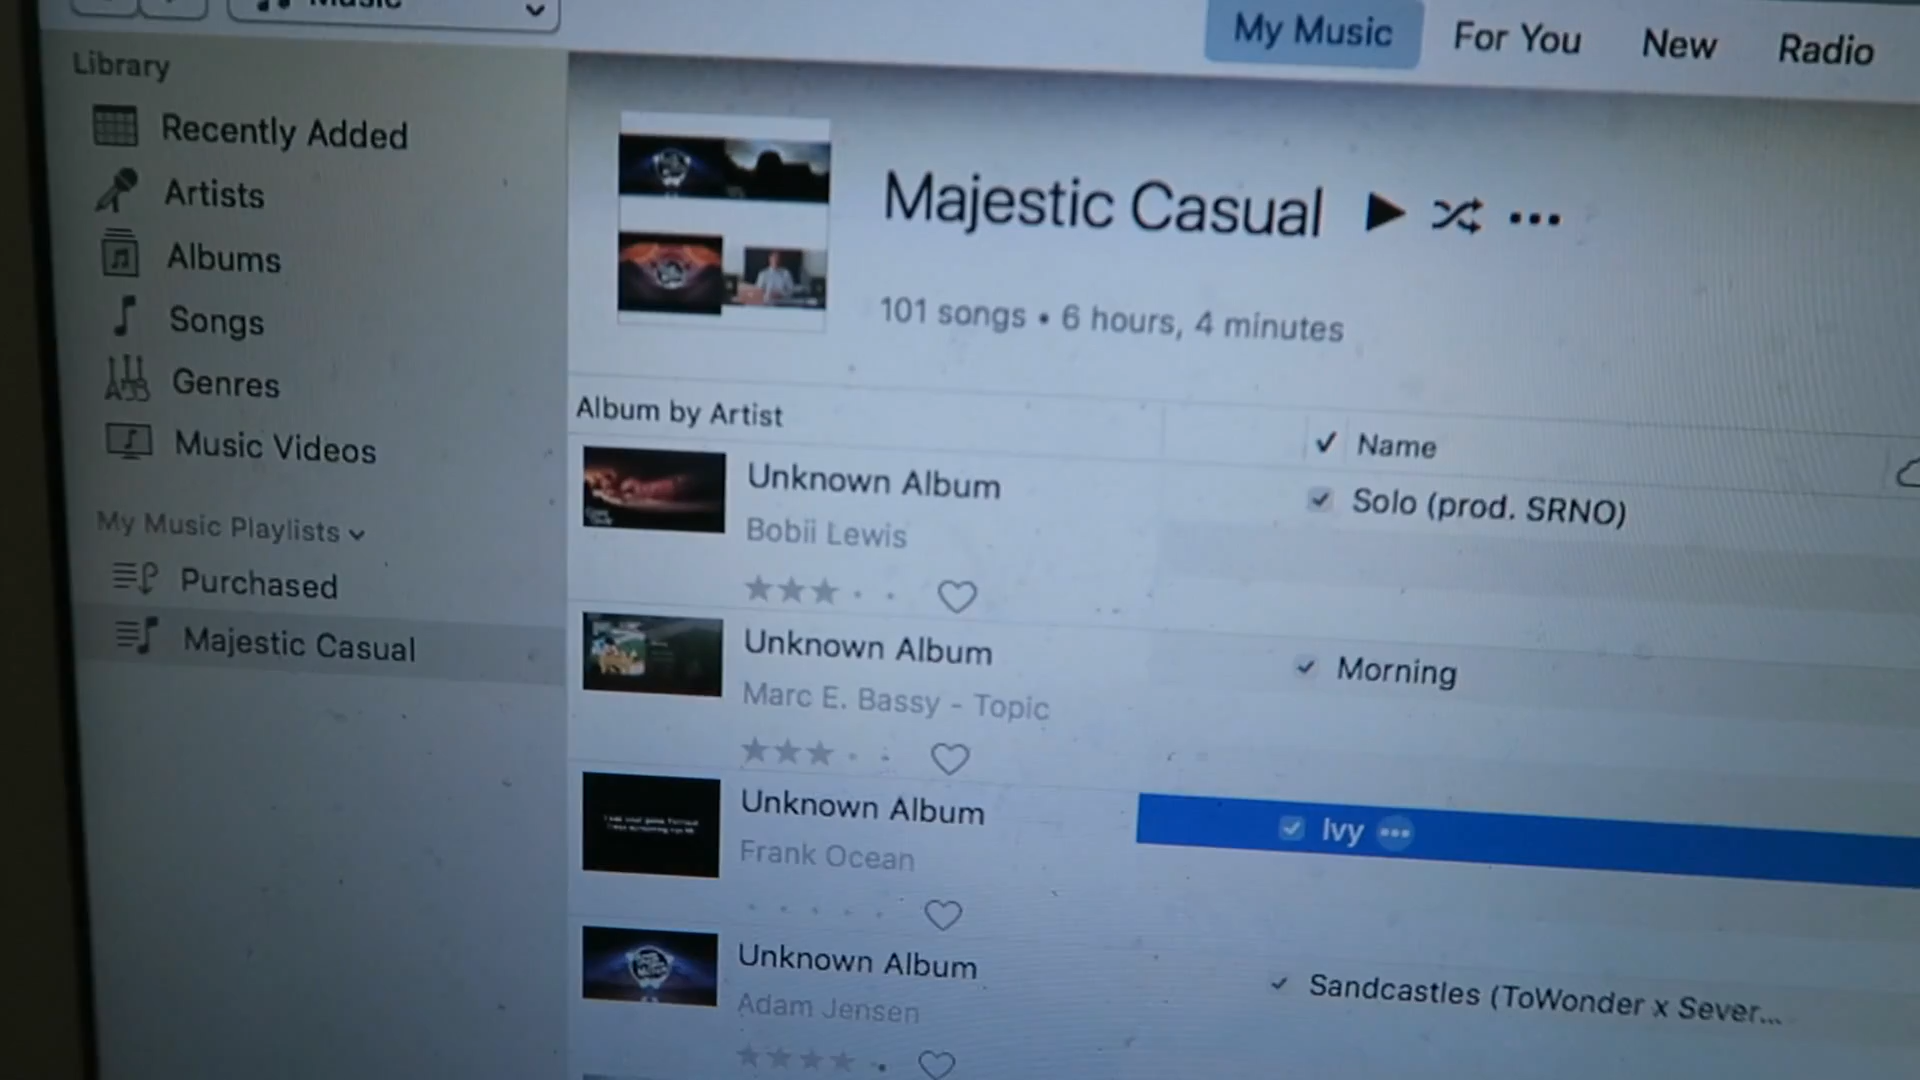 Music
My Music For You New Radio
Library
Recently Added
Artists
Albums
Songs
Genres
Music Videos
My Music Playlists
Purchased
Majestic Casual
Majestic Casual
101 songs • 6 hours, 4 minutes
Album by Artist
✓ Name
Unknown Album
Bobii Lewis
Solo (prod. SRNO)
Unknown Album
Marc E. Bassy - Topic
Morning
Unknown Album
Frank Ocean
Ivy
Unknown Album
Adam Jensen
Sandcastles (ToWonder x Sever...